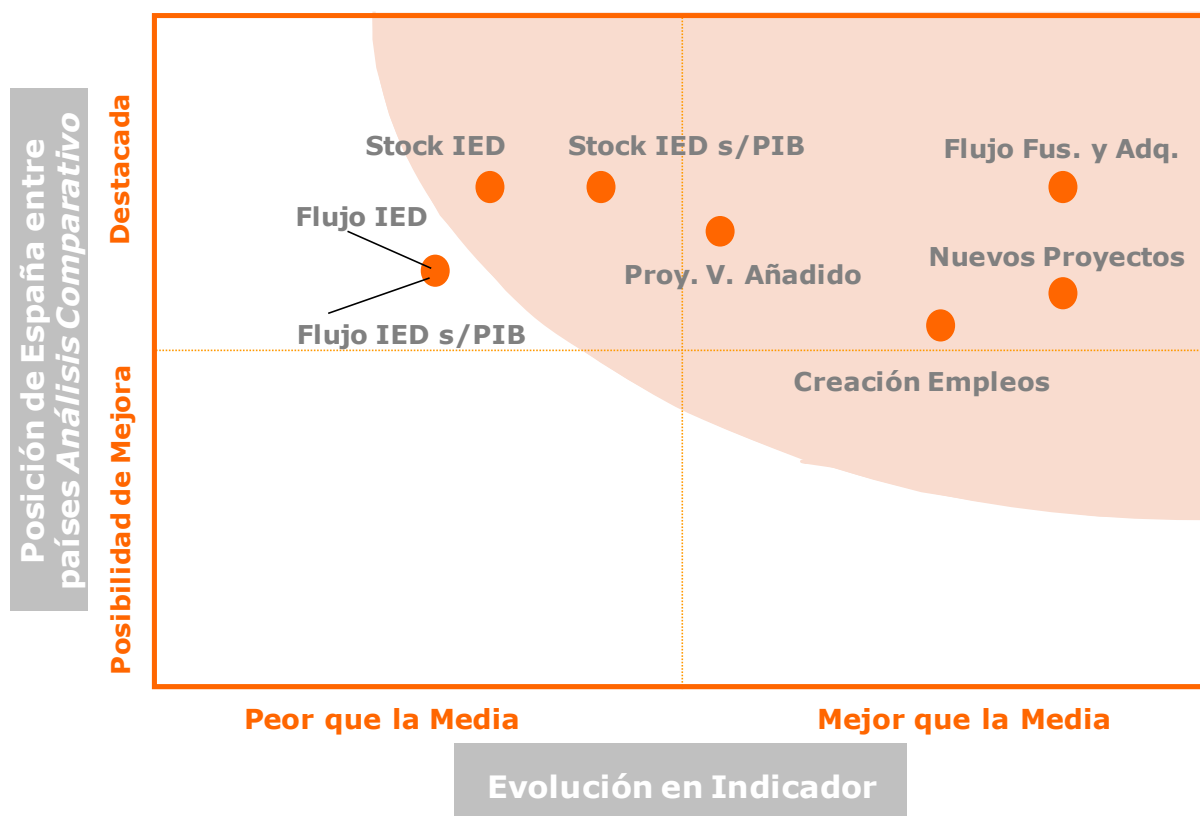 Posición de España entre
países Análisis Comparativo
Destacada
Posibilidad de Mejora
Stock IED
Stock IED s/PIB
Flujo Fus. y Adq.
Flujo IED
Nuevos Proyectos
Proy. V. Añadido
Flujo IED s/PIB
Creación Empleos
Peor que la Media
Mejor que la Media
Evolución en Indicador